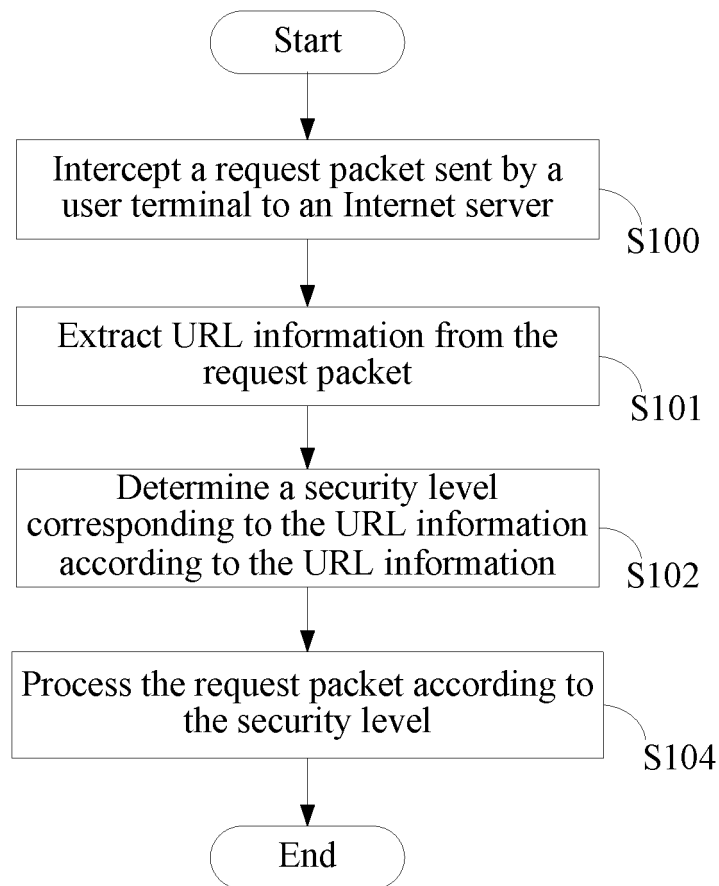 Start
Intercept a request packet sent by a
user terminal to an Internet server
S100
Extract URL information from the
request packet
S101
Determine a security level
corresponding to the URL information
according to the URL information
S102
Process the request packet according to
the security level
S104
End